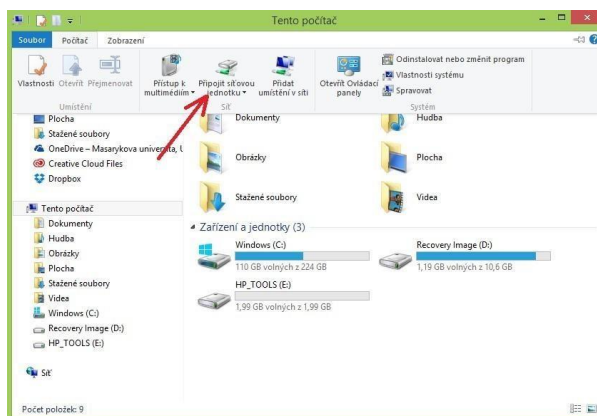 Tento počítač
Soubor Počítač Zobrazení
Vlastnosti Otevřít Přejmenovat
Přístup k multimédiím
Připojit síťovou jednotku
Přidat umístění v síti
Otevřít Ovládací panely
Odinstalovat nebo změnit program
Vlastnosti systému
Spravovat
Umístění Síť Systém
Plocha
Stažené soubory
OneDrive – Masarykova univerzita, U
Creative Cloud Files
Dropbox
Tento počítač
Dokumenty
Hudba
Obrázky
Plocha
Stažené soubory
Videa
Windows (C:)
Recovery Image (D:)
HP_TOOLS (E:)
Síť
Dokumenty Hudba
Obrázky Plocha
Stažené soubory Videa
Zařízení a jednotky (3)
Windows (C:)
110 GB volných z 224 GB
Recovery Image (D:)
1,19 GB volných z 10,6 GB
HP_TOOLS (E:)
1,99 GB volných z 1,99 GB
Počet položek: 9